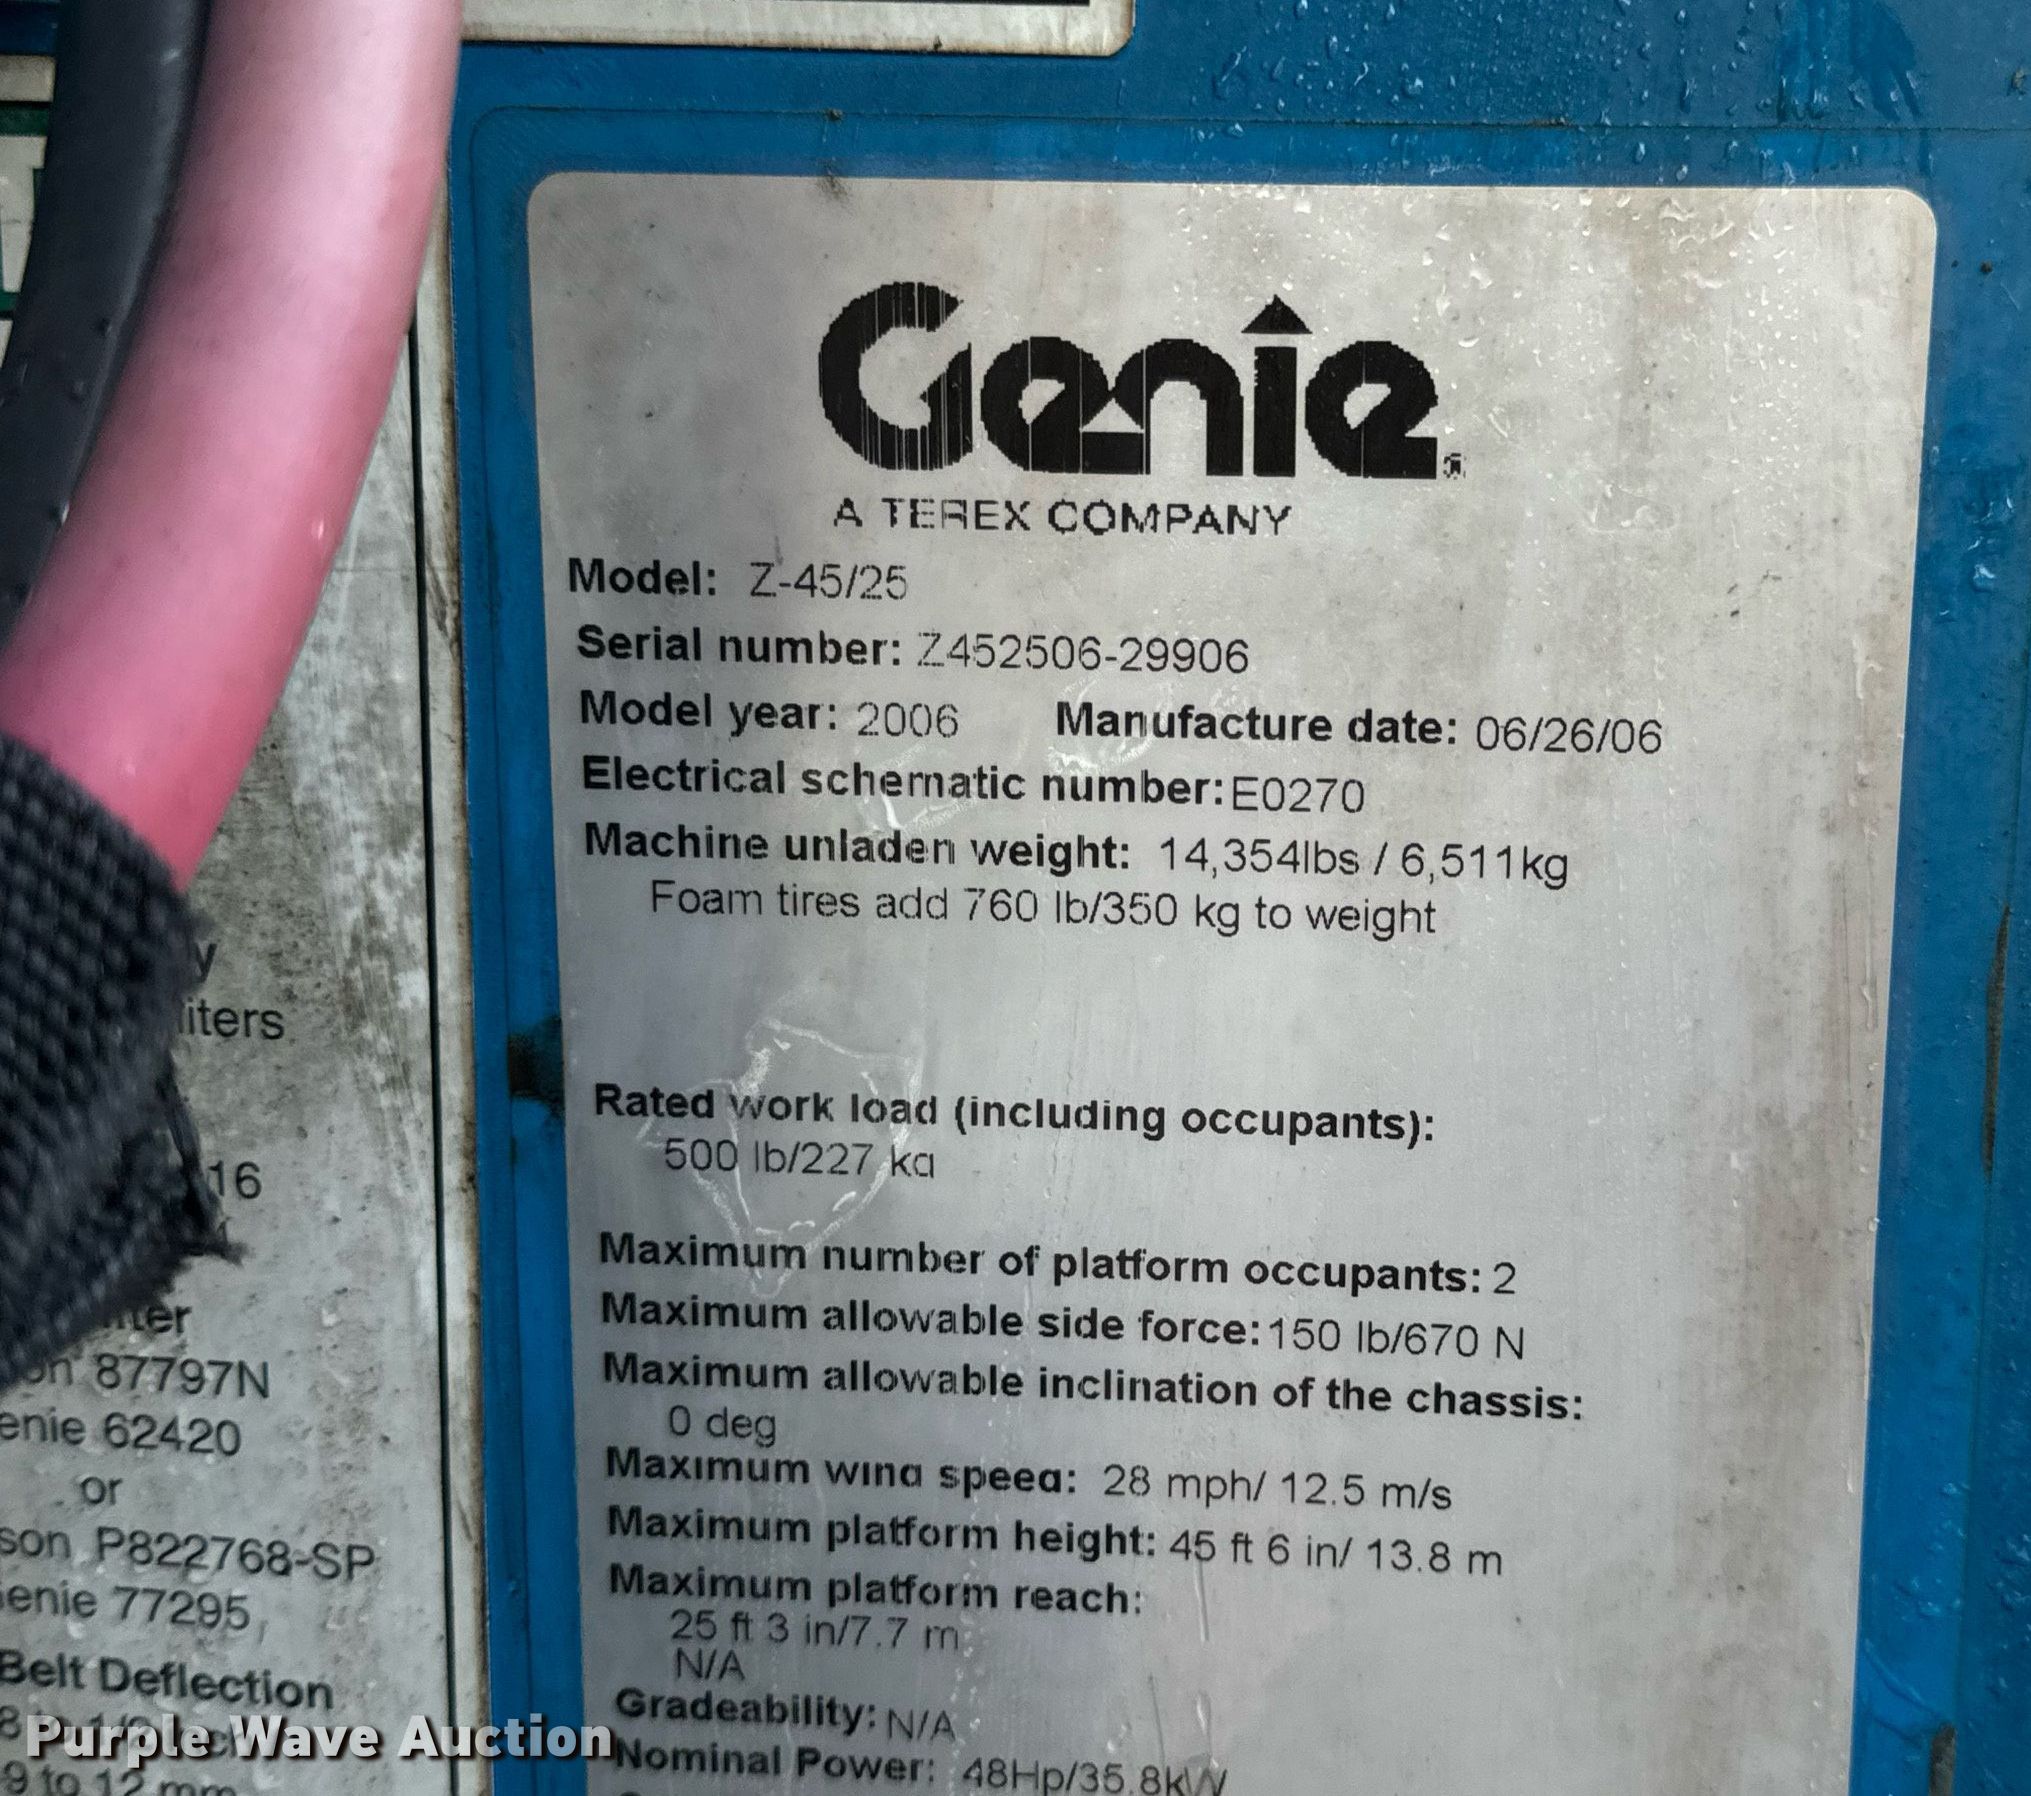 Genie
A TEREX COMPANY
Model: Z-45/25
Serial number: Z452506-29906
Model year: 2006 Manufacture date: 06/26/06
Electrical schematic number: E0270
Machine unladen weight: 14,354lbs / 6,511kg
Foam tires add 760 lb/350 kg to weight
Rated work load (including occupants):
500 lb/227 kg
Maximum number of platform occupants: 2
Maximum allowable side force: 150 lb/670 N
Maximum allowable inclination of the chassis:
0 deg
Maximum wind speed: 28 mph/ 12.5 m/s
Maximum platform height: 45 ft 6 in/ 13.8 m
Maximum platform reach:
25 ft 3 in/7.7 m
N/A
Gradeability: N/A
Nominal Power: 48Hp/35.8kW
liters
16
87797N
62420
or
P822768-SP
77295
Belt Deflection
9 to 12 mm
Purple Wave Auction